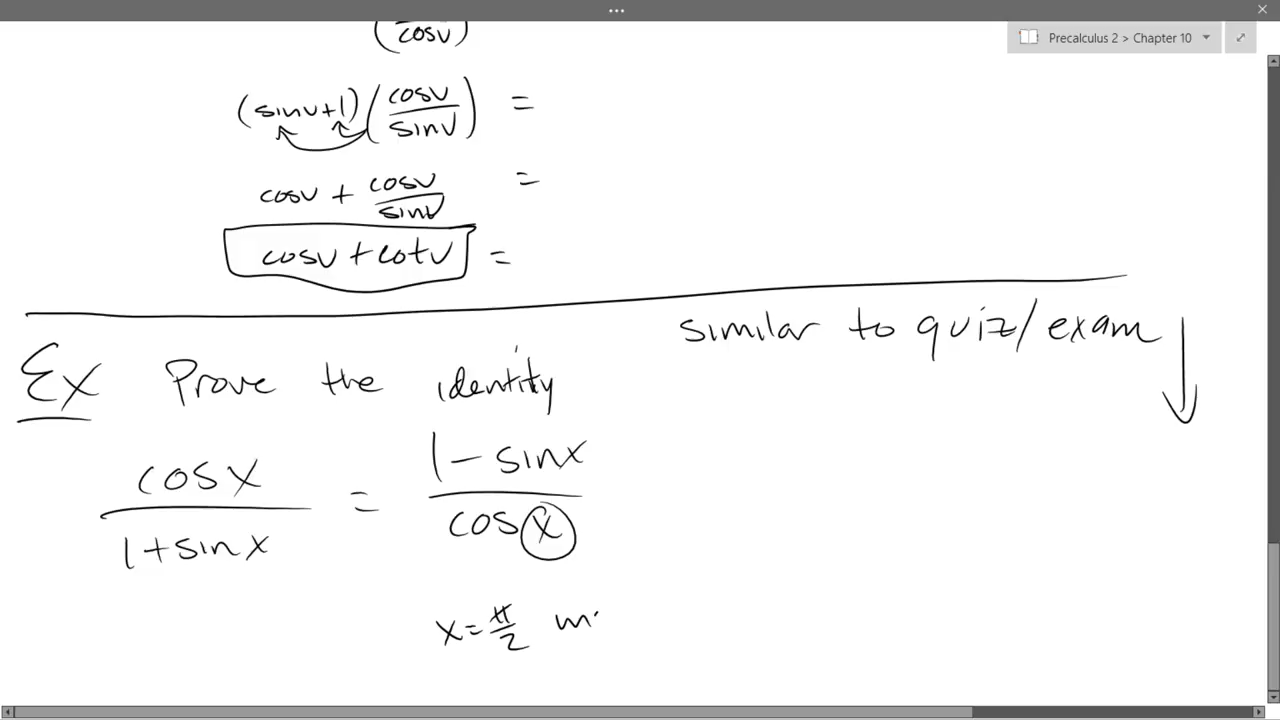 ...
Precalculus 2 > Chapter 10
cosv)
(sinv+1)(cosv/sinv) =
cosv + cosv/sinv =
cosv + cotv =
similar to quiz/exam
Ex Prove the identity
cosx/(1+sinx) = (1-sinx)/cosx
x=π/2